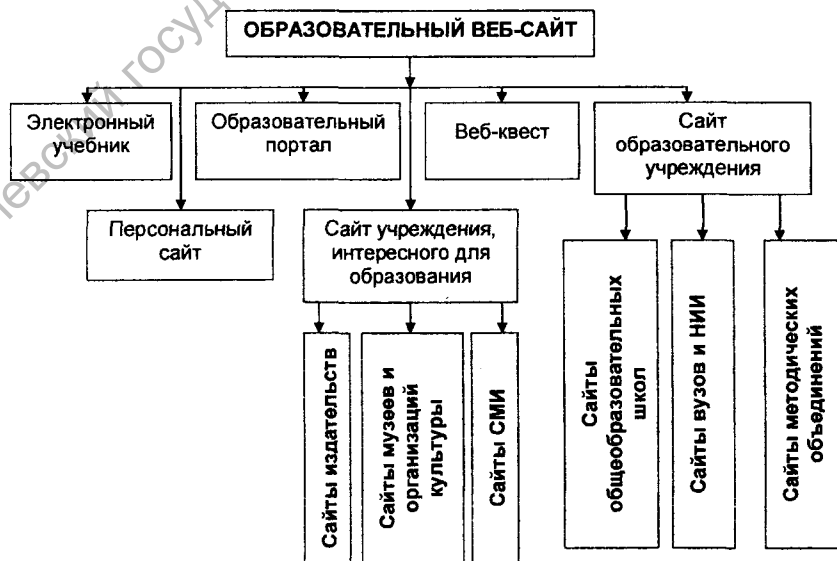 ОБРАЗОВАТЕЛЬНЫЙ ВЕБ-САЙТ
Электронный
учебник
Образовательный
портал
Веб-квест
Сайт
образовательного
учреждения
Персональный
сайт
Сайт учреждения,
интересного для
образования
Сайты издательств
Сайты музеев и
организаций
культуры
Сайты СМИ
Сайты
общеобразовательных
школ
Сайты вузов и НИИ
Сайты методических
объединений